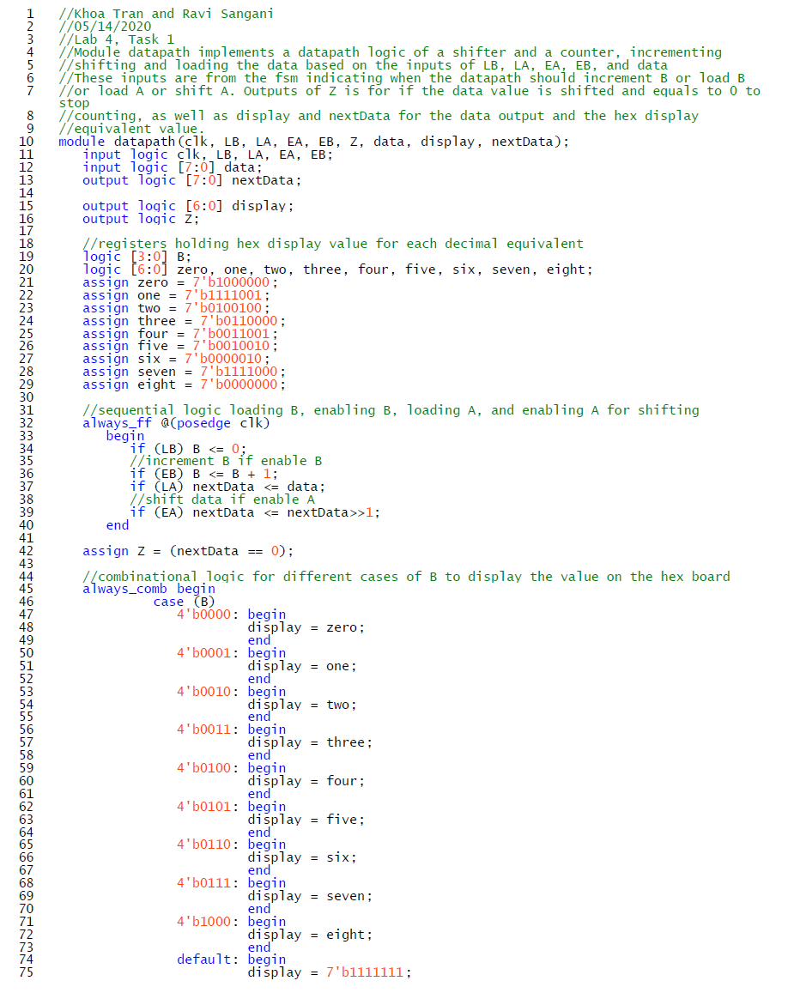 1 //Khoa Tran and Ravi Sangani
2 //05/14/2020
3 //Lab 4, Task 1
4 //Module datapath implements a datapath logic of a shifter and a counter, incrementing
5 //shifting and loading the data based on the inputs of LB, LA, EA, EB, and data
6 //These inputs are from the fsm indicating when the datapath should increment B or load B
7 //or load A or shift A. Outputs of Z is for if the data value is shifted and equals to 0 to
stop
8 //counting, as well as display and nextData for the data output and the hex display
9 //equivalent value.
10 module datapath(clk, LB, LA, EA, EB, Z, data, display, nextData);
11 input logic clk, LB, LA, EA, EB;
12 input logic [7:0] data;
13 output logic [7:0] nextData;
14
15 output logic [6:0] display;
16 output logic Z;
17
18 //registers holding hex display value for each decimal equivalent
19 logic [3:0] B;
20 logic [6:0] zero, one, two, three, four, five, six, seven, eight;
21 assign zero = 7'b1000000;
22 assign one = 7'b1111001;
23 assign two = 7'b0100100;
24 assign three = 7'b0110000;
25 assign four = 7'b0011001;
26 assign five = 7'b0010010;
27 assign six = 7'b0000010;
28 assign seven = 7'b1111000;
29 assign eight = 7'b0000000;
30
31 //sequential logic loading B, enabling B, loading A, and enabling A for shifting
32 always_ff @(posedge clk)
33 begin
34 if (LB) B <= 0;
35 //increment B if enable B
36 if (EB) B <= B + 1;
37 if (LA) nextData <= data;
38 //shift data if enable A
39 if (EA) nextData <= nextData>>1;
40 end
41
42 assign Z = (nextData == 0);
43
44 //combinational logic for different cases of B to display the value on the hex board
45 always_comb begin
46 case (B)
47 4'b0000: begin
48 display = zero;
49 end
50 4'b0001: begin
51 display = one;
52 end
53 4'b0010: begin
54 display = two;
55 end
56 4'b0011: begin
57 display = three;
58 end
59 4'b0100: begin
60 display = four;
61 end
62 4'b0101: begin
63 display = five;
64 end
65 4'b0110: begin
66 display = six;
67 end
68 4'b0111: begin
69 display = seven;
70 end
71 4'b1000: begin
72 display = eight;
73 end
74 default: begin
75 display = 7'b1111111;